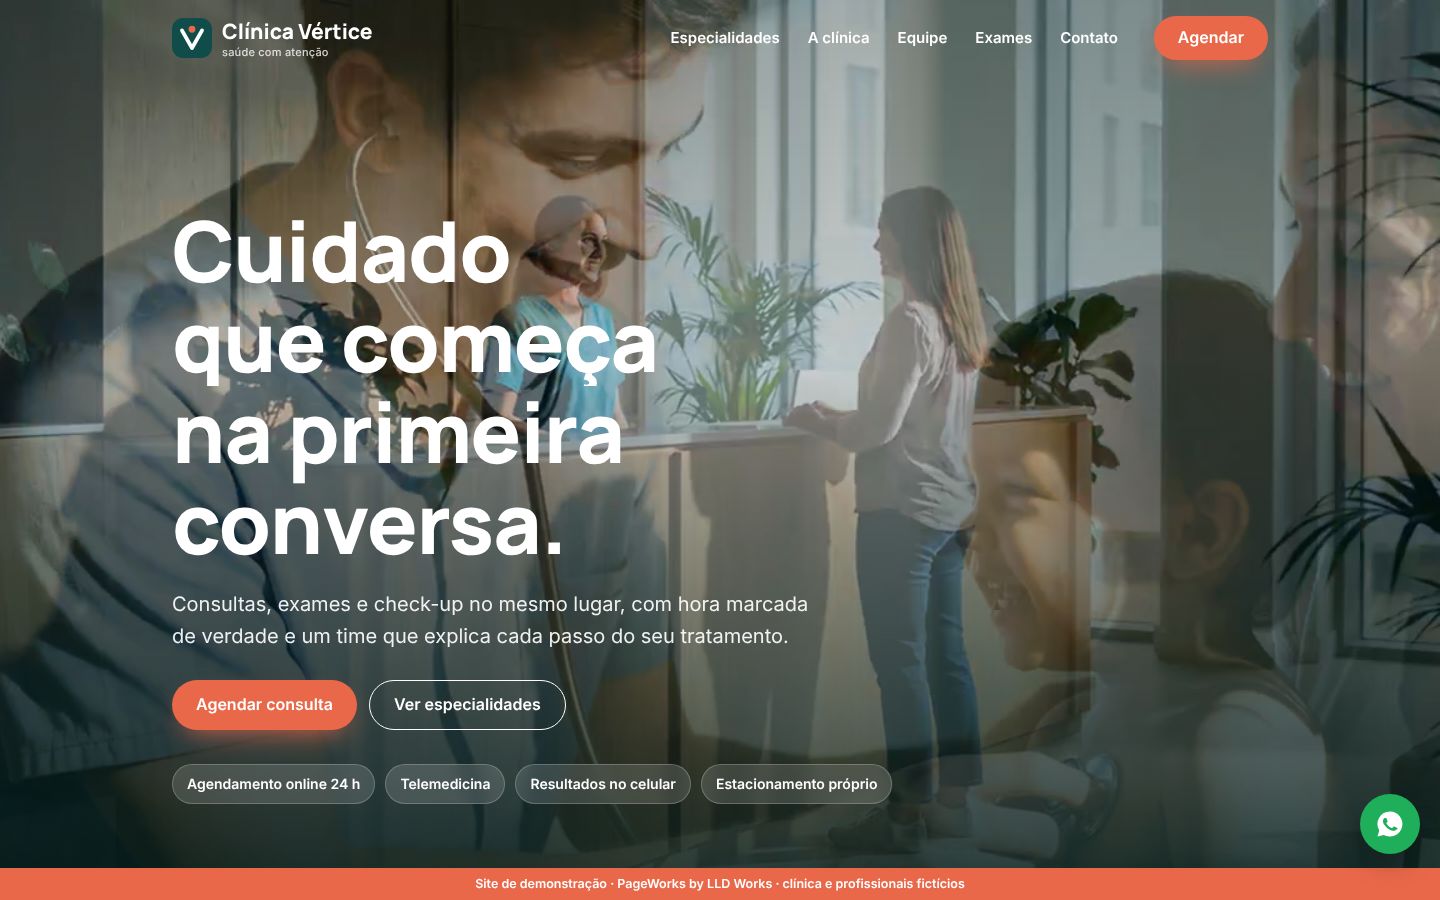 Clínica Vértice
saúde com atenção
Especialidades
A clínica
Equipe
Exames
Contato
Agendar
Cuidado
que começa
na primeira
conversa.
Consultas, exames e check-up no mesmo lugar, com hora marcada
de verdade e um time que explica cada passo do seu tratamento.
Agendar consulta
Ver especialidades
Agendamento online 24 h
Telemedicina
Resultados no celular
Estacionamento próprio
Site de demonstração · PageWorks by LLD Works · clínica e profissionais fictícios